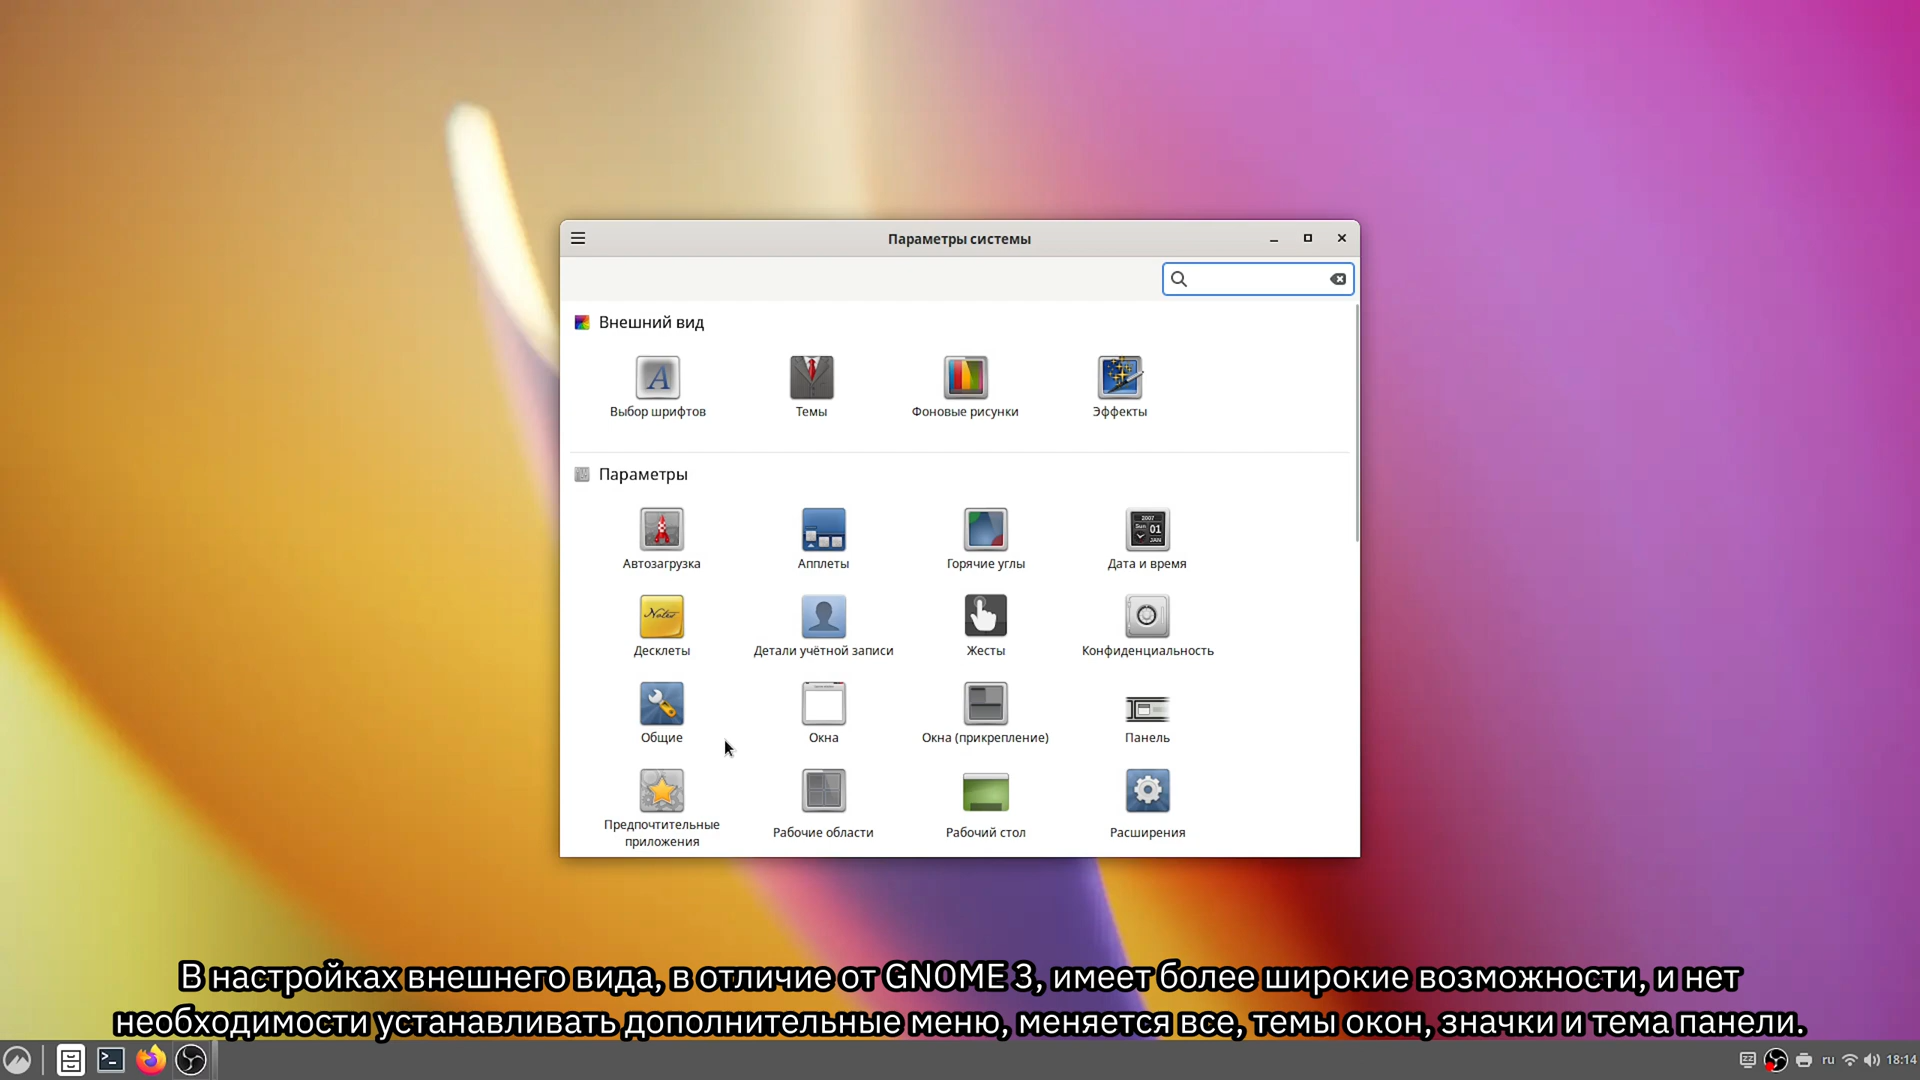 Параметры системы
Внешний вид
Выбор шрифтов
Темы
Фоновые рисунки
Эффекты
Параметры
Автозагрузка
Апплеты
Горячие углы
Дата и время
Десклеты
Детали учётной записи
Жесты
Конфиденциальность
Общие
Окна
Окна (прикрепление)
Панель
Предпочтительные
приложения
Рабочие области
Рабочий стол
Расширения
В настройках внешнего вида, в отличие от GNOME 3, имеет более широкие возможности, и нет
необходимости устанавливать дополнительные меню, меняется все, темы окон, значки и тема панели.
ru
18:14